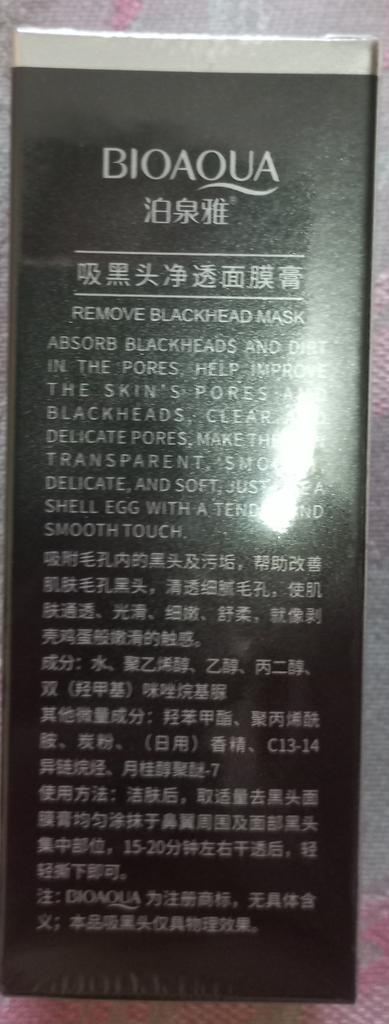 BIOAQUA
泊泉雅®
吸黑头净透面膜膏
REMOVE BLACKHEAD MASK
ABSORB BLACKHEADS AND DIRT
IN THE PORES, HELP IMPROVE
THE SKIN'S PORES AND
BLACKHEADS, CLEAR
DELICATE PORES, MAKE
TRANSPARENT,
DELICATE, AND SOFT, JUST A
SHELL EGG WITH A AND
SMOOTH TOUCH.
吸附毛孔内的黑头及污垢，帮助改善
肌肤毛孔黑头，清透细腻毛孔，使肌
肤通透、光滑、细嫩、舒柔，就像剥
壳鸡蛋般嫩滑的触感。
成分：水、聚乙烯醇、乙醇、丙二醇、
双（羟甲基）咪唑烷基脲
其他微量成分：羟苯甲酯、聚丙烯酰
胺、炭粉、（日用）香精、C13-14
异链烷烃、月桂醇聚醚-7
使用方法：洁肤后，取适量去黑头面
膜膏均匀涂抹于鼻翼周围及面部黑头
集中部位，15-20分钟左右干透后，轻
轻撕下即可。
注：BIOAQUA 为注册商标，无具体含
义；本品吸黑头仅具物理效果。